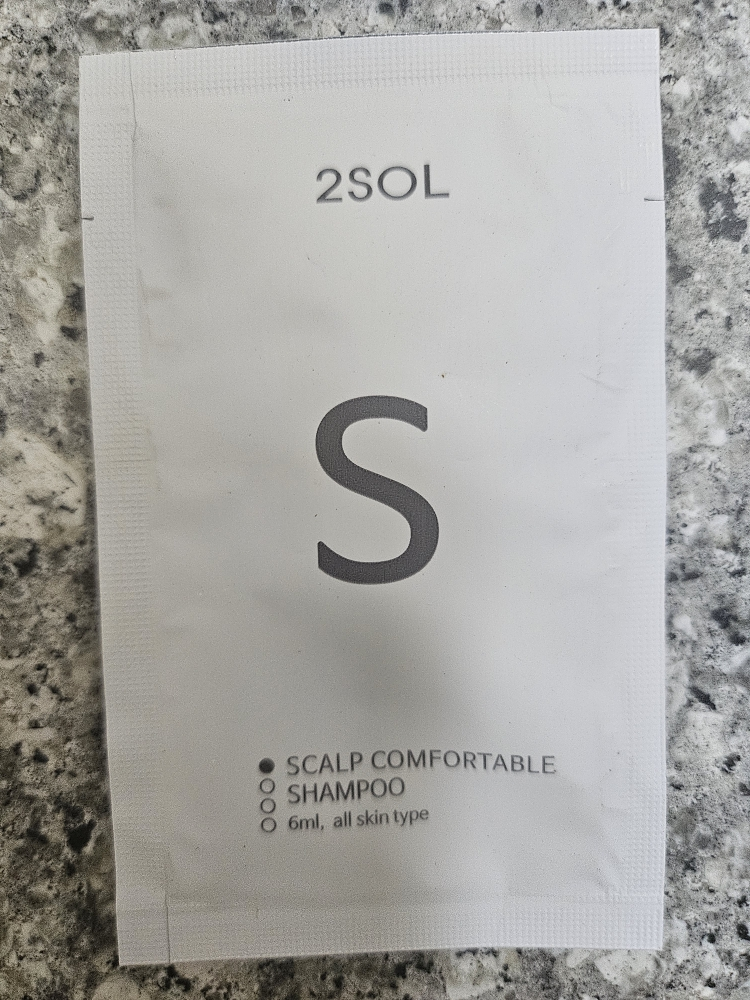 2SOL
S
SCALP COMFORTABLE
SHAMPOO
6ml, all skin type